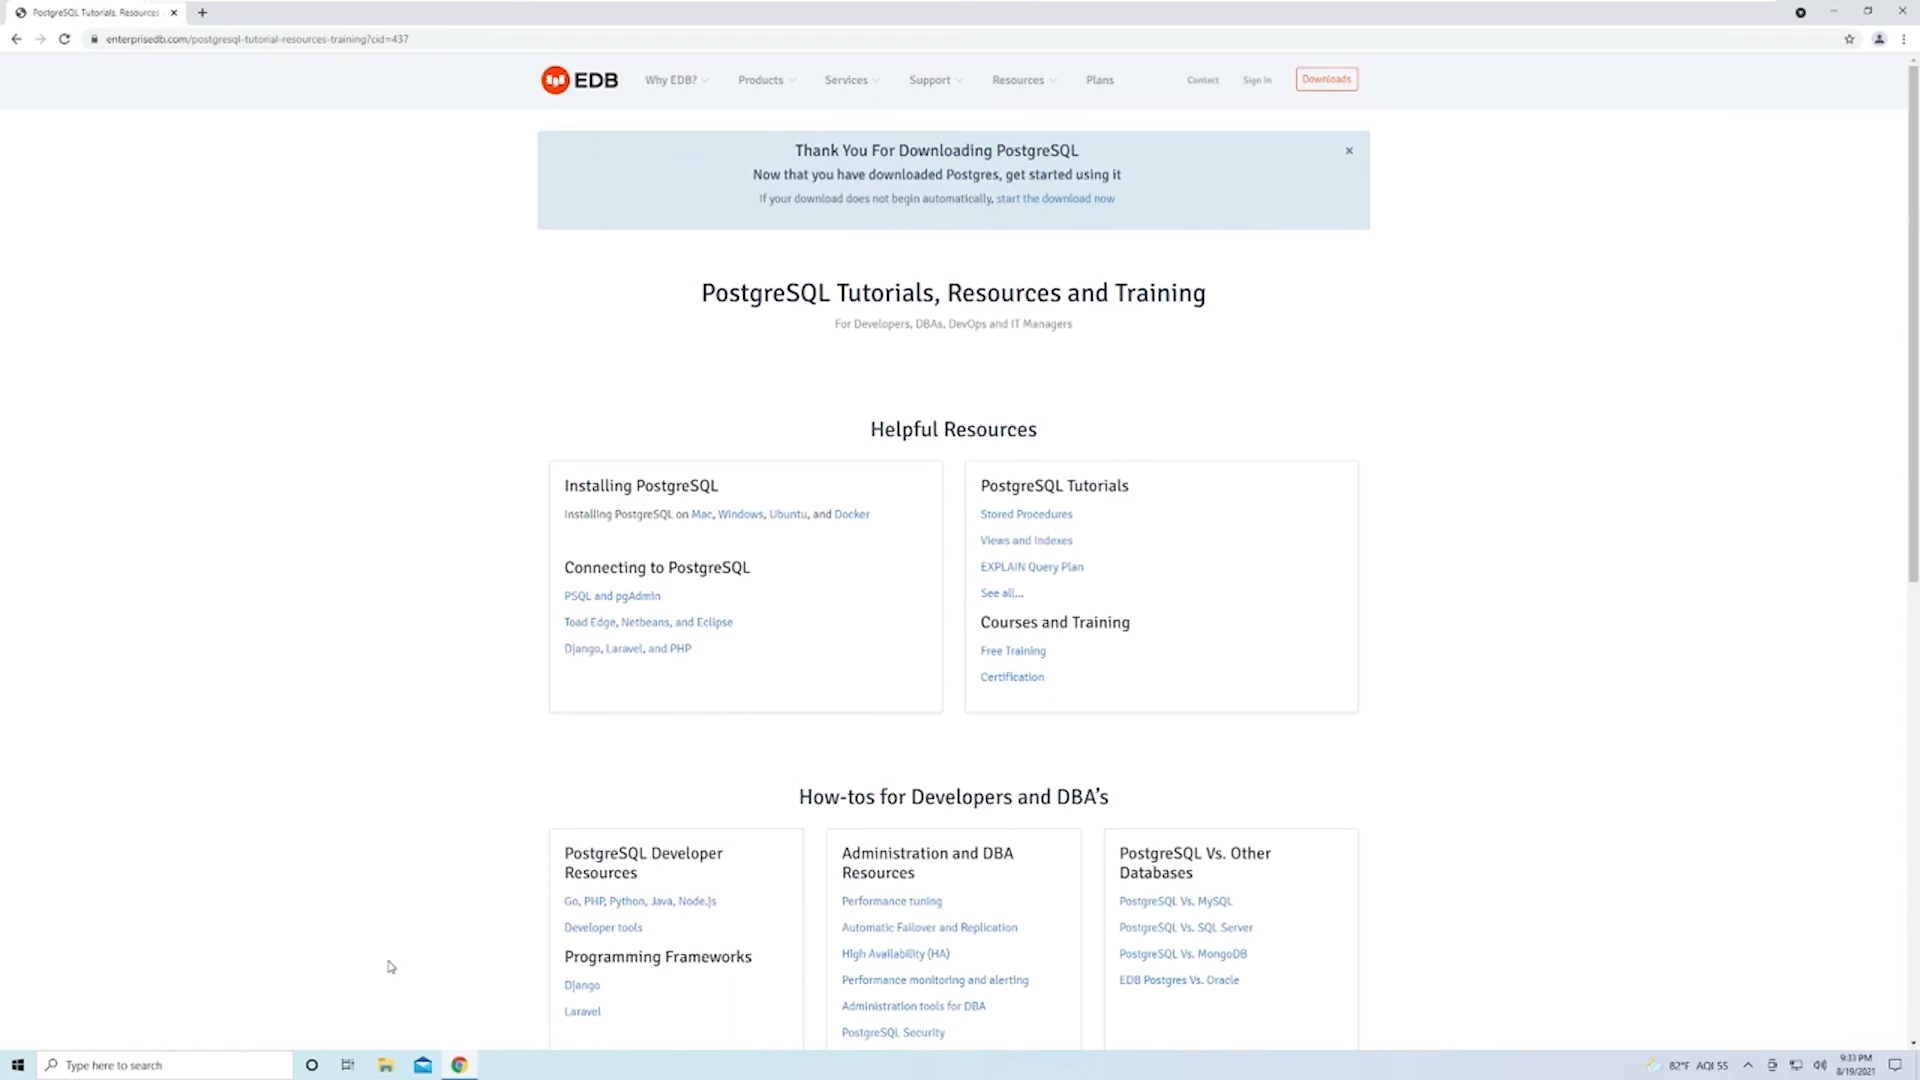 PostgreSQL Tutorials, Resources
enterprisedb.com/postgresql-tutorial-resources-training?cid=437
EDB
Why EDB?
Products
Services
Support
Resources
Plans
Contact
Sign In
Downloads
Thank You For Downloading PostgreSQL
Now that you have downloaded Postgres, get started using it
If your download does not begin automatically, start the download now
PostgreSQL Tutorials, Resources and Training
For Developers, DBAs, DevOps and IT Managers
Helpful Resources
Installing PostgreSQL
Installing PostgreSQL on Mac, Windows, Ubuntu, and Docker
Connecting to PostgreSQL
PSQL and pgAdmin
Toad Edge, Netbeans, and Eclipse
Django, Laravel, and PHP
PostgreSQL Tutorials
Stored Procedures
Views and Indexes
EXPLAIN Query Plan
See all...
Courses and Training
Free Training
Certification
How-tos for Developers and DBA's
PostgreSQL Developer
Resources
Go, PHP, Python, Java, Node.js
Developer tools
Programming Frameworks
Django
Laravel
Administration and DBA
Resources
Performance tuning
Automatic Failover and Replication
High Availability (HA)
Performance monitoring and alerting
Administration tools for DBA
PostgreSQL Security
PostgreSQL Vs. Other
Databases
PostgreSQL Vs. MySQL
PostgreSQL Vs. SQL Server
PostgreSQL Vs. MongoDB
EDB Postgres Vs. Oracle
Type here to search
82°F AQI 55
9:33 PM
8/19/2021